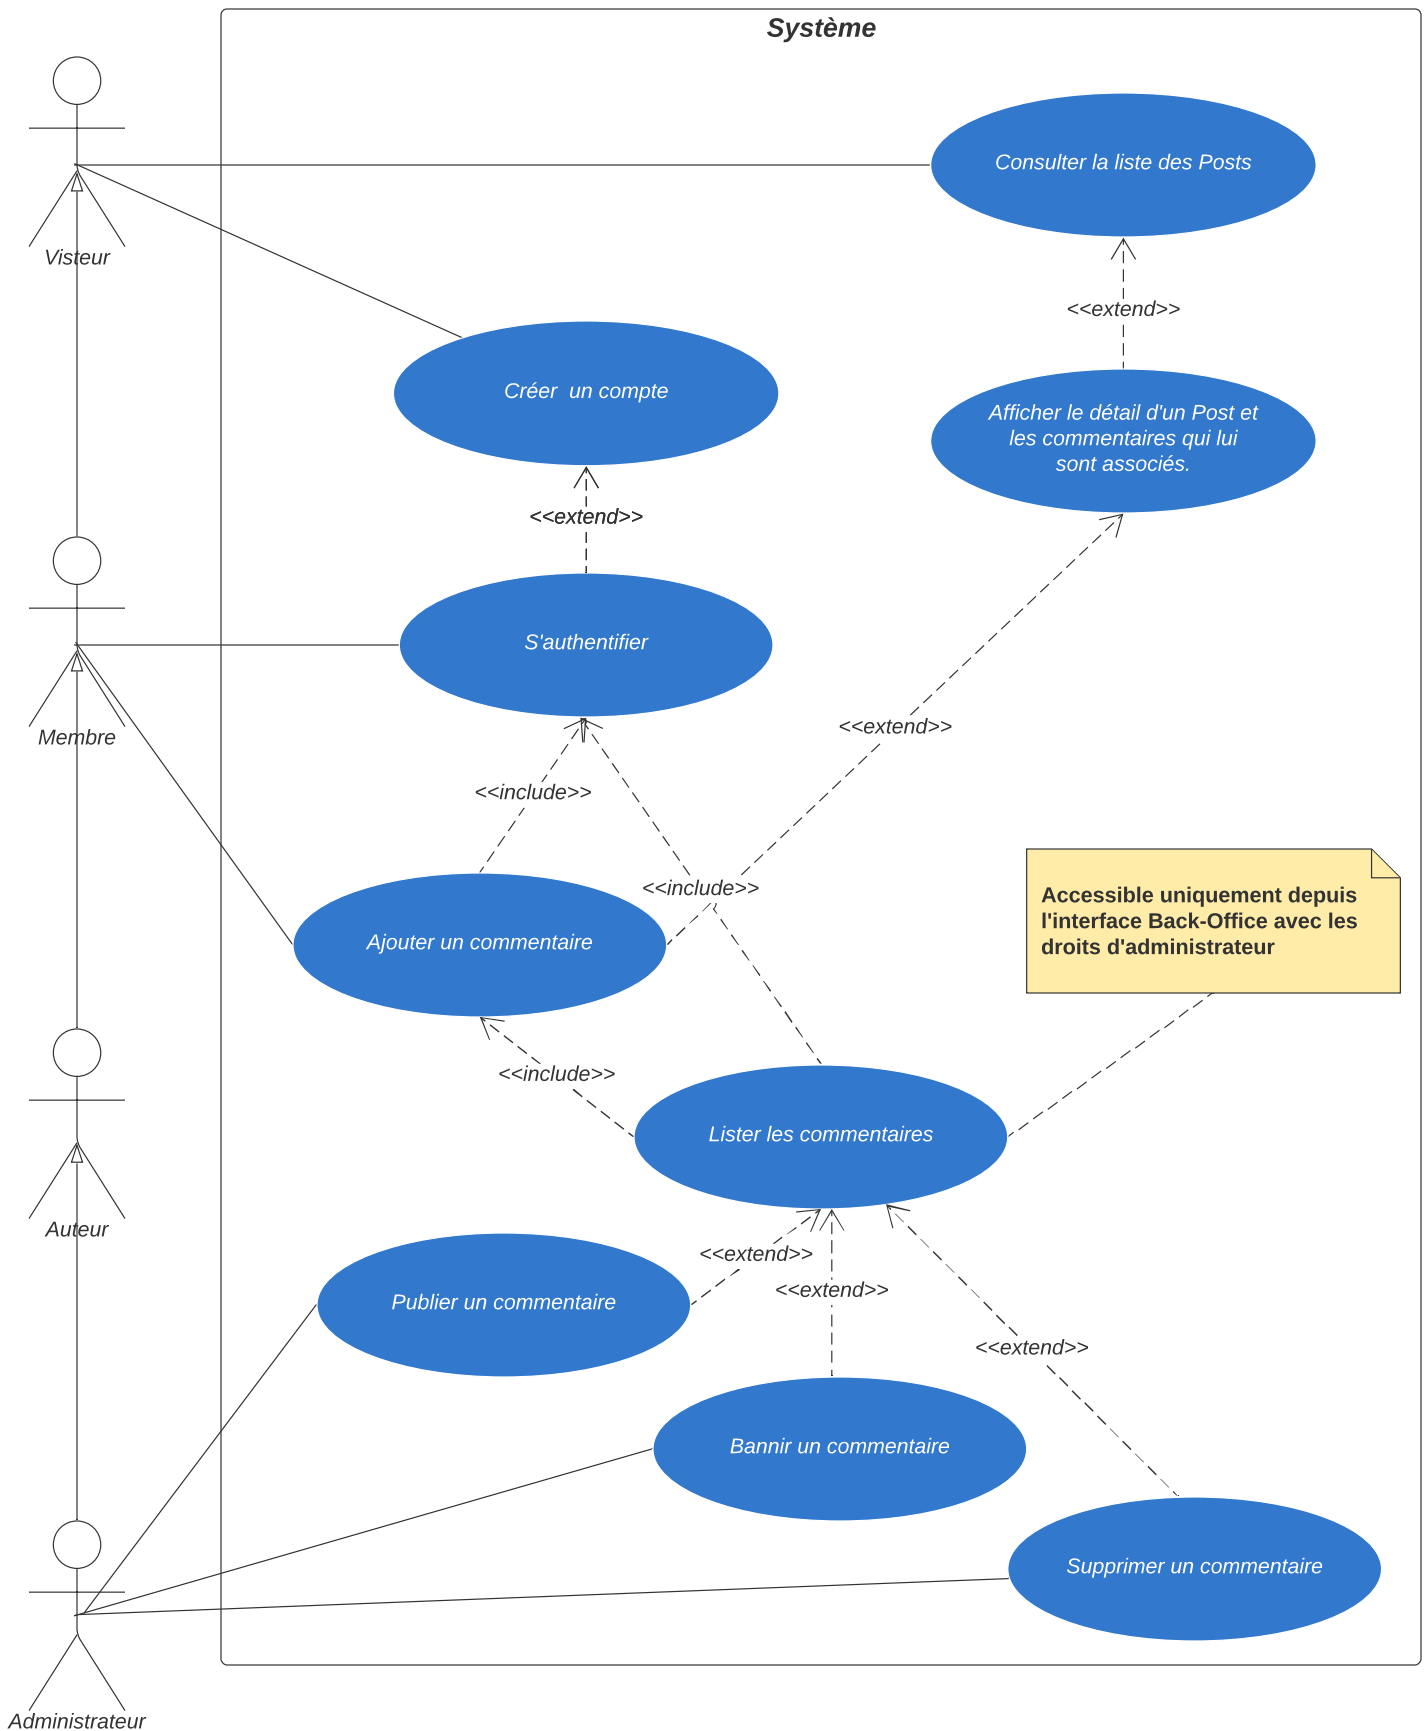 Système
Consulter la liste des Posts
Visteur
<<extend>>
Créer  un compte
Afficher le détail d'un Post et
les commentaires qui lui
sont associés.
<<extend>>
S'authentifier
<<extend>>
Membre
<<include>>
<<include>>
Accessible uniquement depuis
l'interface Back-Office avec les
droits d'administrateur
Ajouter un commentaire
<<include>>
Lister les commentaires
Auteur
<<extend>>
<<extend>>
Publier un commentaire
<<extend>>
Bannir un commentaire
Supprimer un commentaire
Administrateur